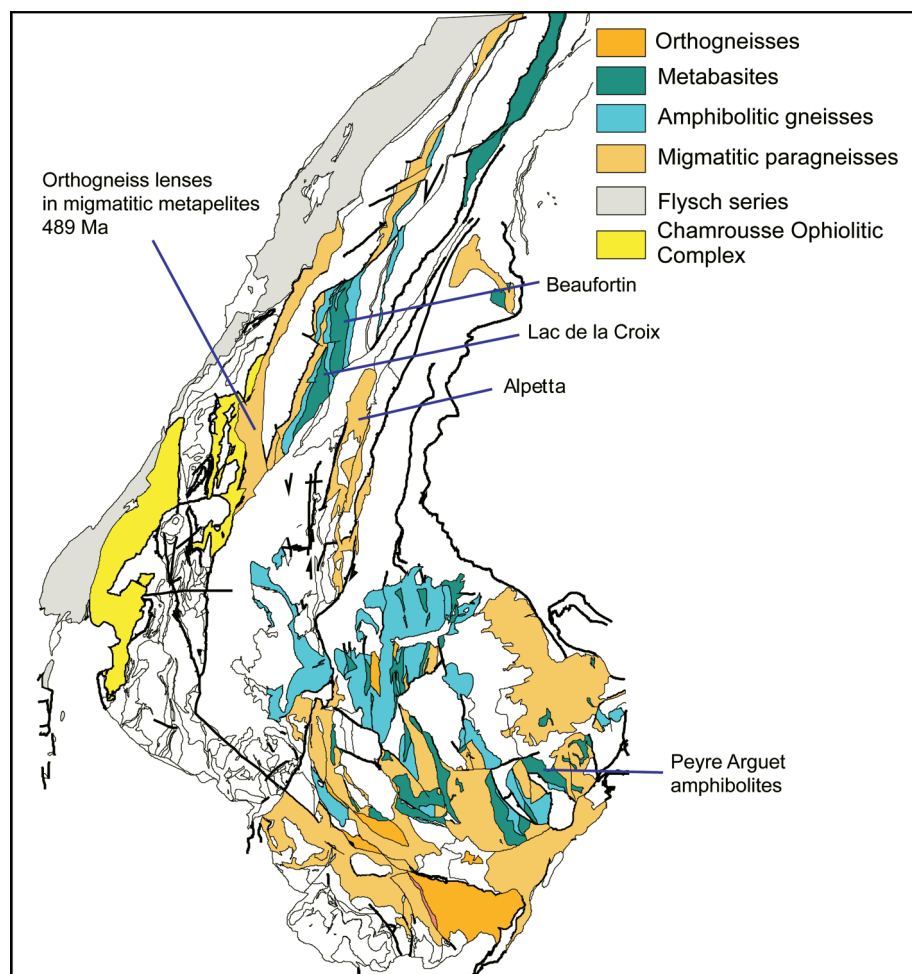 Orthogneisses
Metabasites
Amphibolitic gneisses
Migmatitic paragneisses
Flysch series
Chamrousse Ophiolitic
Complex
Orthogneiss lenses
in migmatitic metapelites
489 Ma
Beaufortin
Lac de la Croix
Alpetta
Peyre Arguet
amphibolites